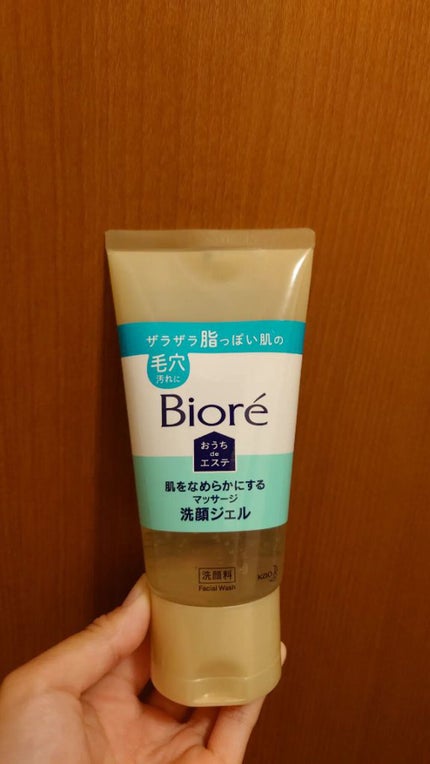 ザラザラ脂っぽい肌の
毛穴
汚れに
Bioré
おうち
de
エステ
肌をなめらかにする
マッサージ
洗顔ジェル
洗顔料
Facial Wash
Kao